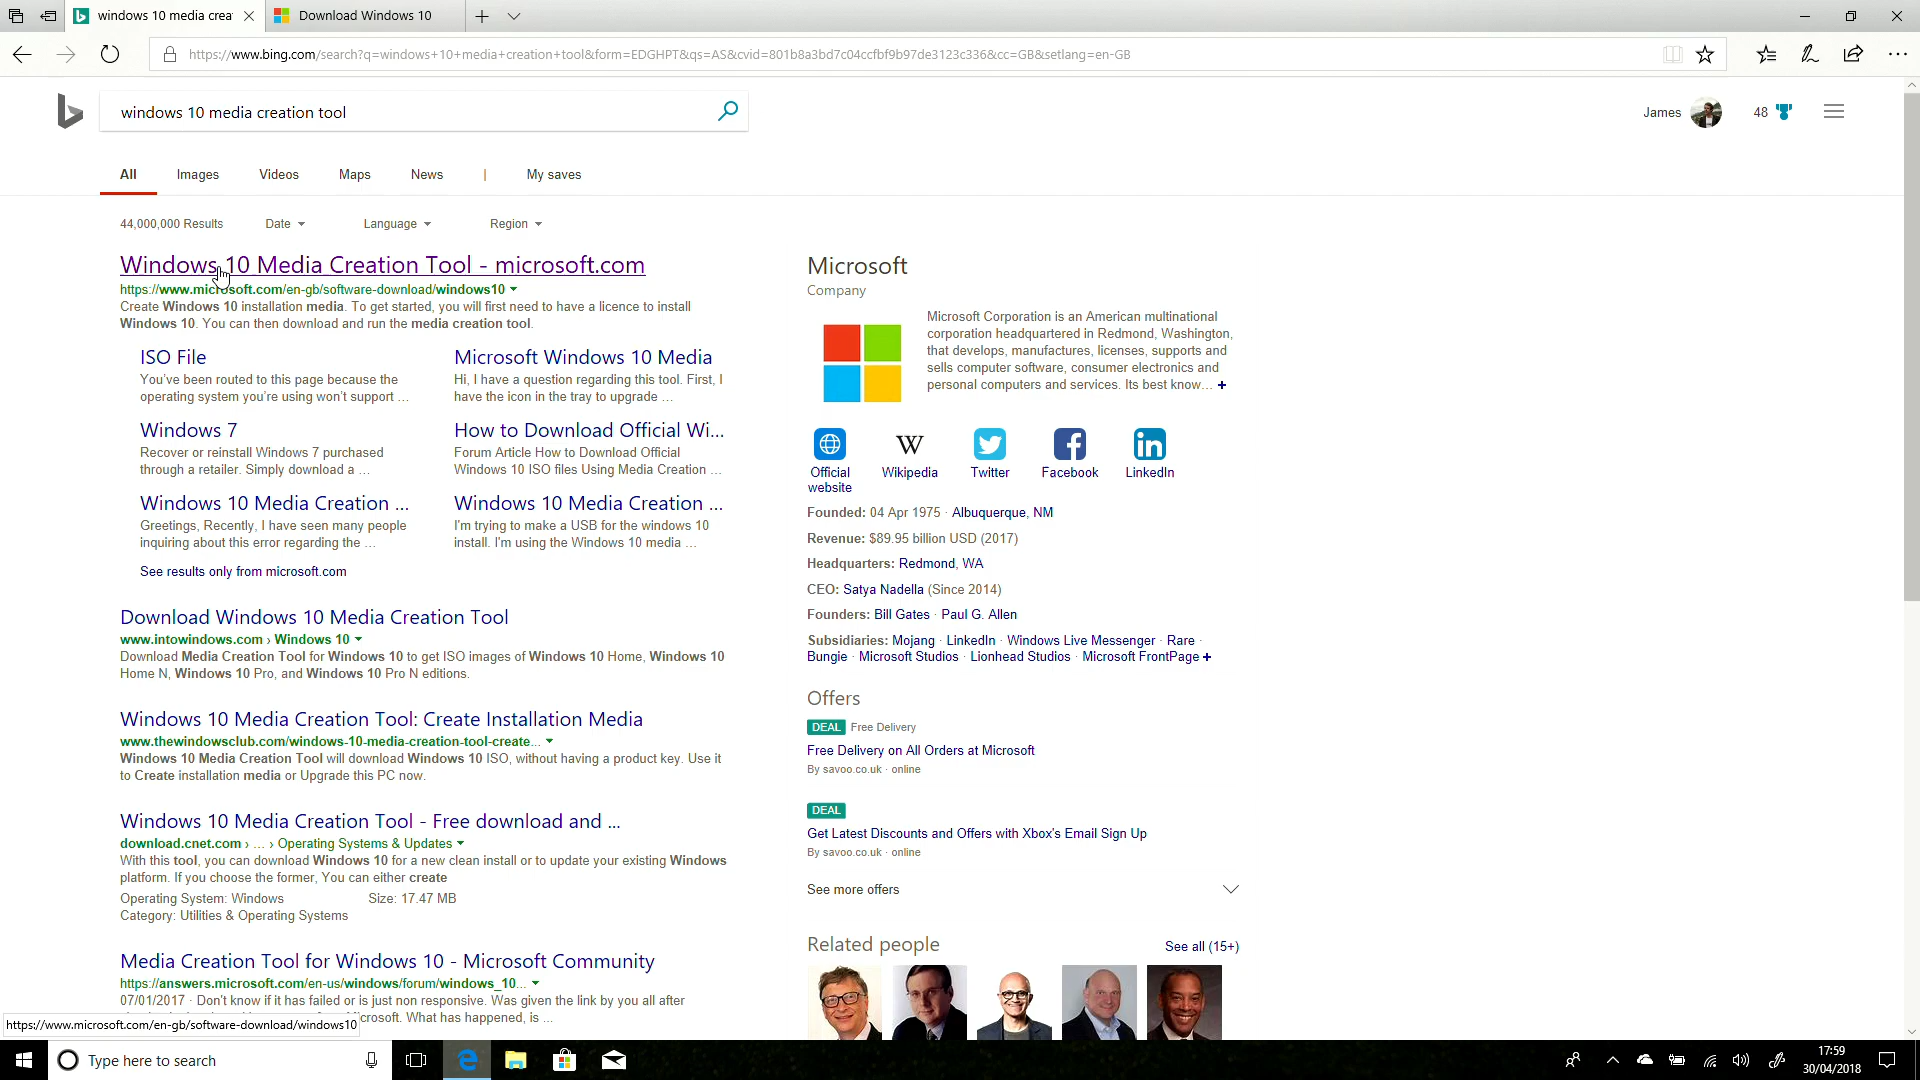 windows 10 media crea
Download Windows 10
https://www.bing.com/search?q=windows+10+media+creation+tool&form=EDGHPT&qs=AS&cvid=801b8a3bd7c04ccfbf9b97de3123c336&cc=GB&setlang=en-GB
windows 10 media creation tool
James
48
All
Images
Videos
Maps
News
|
My saves
44,000,000 Results
Date
Language
Region
Windows 10 Media Creation Tool - microsoft.com
https://www.microsoft.com/en-gb/software-download/windows10
Create Windows 10 installation media. To get started, you will first need to have a licence to install
Windows 10. You can then download and run the media creation tool.
ISO File
You've been routed to this page because the
operating system you're using won't support ...
Microsoft Windows 10 Media
Hi, I have a question regarding this tool. First, I
have the icon in the tray to upgrade ...
Windows 7
Recover or reinstall Windows 7 purchased
through a retailer. Simply download a ...
How to Download Official Wi...
Forum Article How to Download Official
Windows 10 ISO files Using Media Creation ...
Windows 10 Media Creation ...
Greetings, Recently, I have seen many people
inquiring about this error regarding the ...
Windows 10 Media Creation ...
I'm trying to make a USB for the windows 10
install. I'm using the Windows 10 media ...
See results only from microsoft.com
Download Windows 10 Media Creation Tool
www.intowindows.com › Windows 10
Download Media Creation Tool for Windows 10 to get ISO images of Windows 10 Home, Windows 10
Home N, Windows 10 Pro, and Windows 10 Pro N editions.
Windows 10 Media Creation Tool: Create Installation Media
www.thewindowsclub.com/windows-10-media-creation-tool-create...
Windows 10 Media Creation Tool will download Windows 10 ISO, without having a product key. Use it
to Create installation media or Upgrade this PC now.
Windows 10 Media Creation Tool - Free download and ...
download.cnet.com › ... › Operating Systems & Updates
With this tool, you can download Windows 10 for a new clean install or to update your existing Windows
platform. If you choose the former, You can either create
Operating System: Windows
Size: 17.47 MB
Category: Utilities & Operating Systems
Media Creation Tool for Windows 10 - Microsoft Community
https://answers.microsoft.com/en-us/windows/forum/windows_10...
07/01/2017 · Don't know if it has failed or is just non responsive. Was given the link by you all after
crosoft. What has happened, is ...
https://www.microsoft.com/en-gb/software-download/windows10
Microsoft
Company
Microsoft Corporation is an American multinational
corporation headquartered in Redmond, Washington,
that develops, manufactures, licenses, supports and
sells computer software, consumer electronics and
personal computers and services. Its best know... +
Official
website
W
Wikipedia
Twitter
Facebook
in
LinkedIn
Founded: 04 Apr 1975 · Albuquerque, NM
Revenue: $89.95 billion USD (2017)
Headquarters: Redmond, WA
CEO: Satya Nadella (Since 2014)
Founders: Bill Gates · Paul G. Allen
Subsidiaries: Mojang · LinkedIn · Windows Live Messenger · Rare ·
Bungie · Microsoft Studios · Lionhead Studios · Microsoft FrontPage +
Offers
DEAL Free Delivery
Free Delivery on All Orders at Microsoft
By savoo.co.uk · online
DEAL
Get Latest Discounts and Offers with Xbox's Email Sign Up
By savoo.co.uk · online
See more offers
Related people
See all (15+)
Type here to search
17:59
30/04/2018